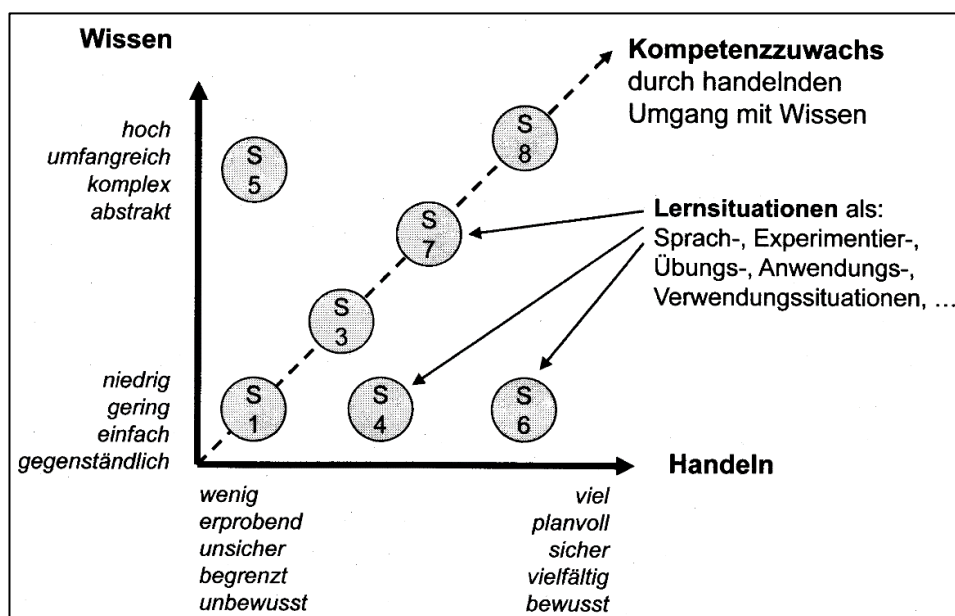 Wissen
Kompetenzzuwachs
durch handelnden
Umgang mit Wissen
hoch
umfangreich
komplex
abstrakt
S
5
S
8
S
7
Lernsituationen als:
Sprach-, Experimentier-,
Übungs-, Anwendungs-,
Verwendungssituationen, ...
S
3
niedrig
gering
einfach
gegenständlich
S
1
S
4
S
6
Handeln
wenig
erprobend
unsicher
begrenzt
unbewusst
viel
planvoll
sicher
vielfältig
bewusst